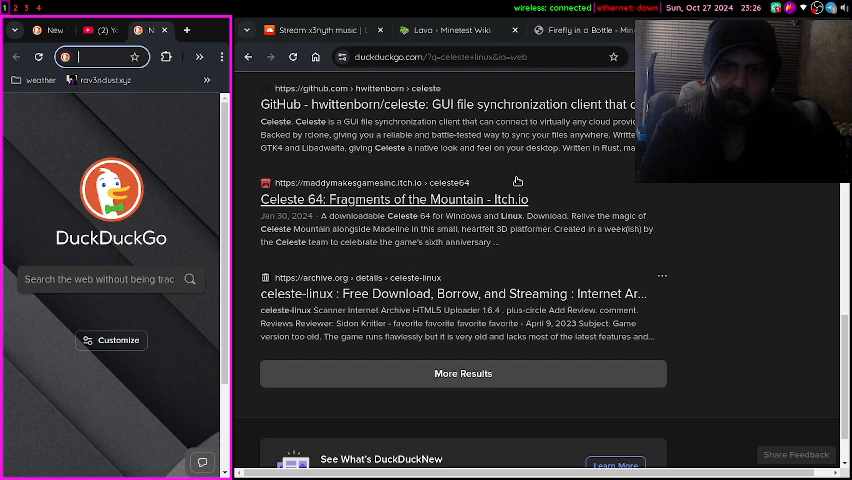 1 2 3 4
wireless: connected | ethernet: down | Sun, Oct 27 2024 | 23:26
New
(2) Yo
N
weather
rav3ndust.xyz
DuckDuckGo
Search the web without being trac
Customize
Stream x3nyth music | L
Lava - Minetest Wiki
Firefly in a Bottle - Mine
duckduckgo.com/?q=celeste+linux&ia=web
https://github.com › hwittenborn › celeste
GitHub - hwittenborn/celeste: GUI file synchronization client that c
Celeste. Celeste is a GUI file synchronization client that can connect to virtually any cloud provid
Backed by rclone, giving you a reliable and battle-tested way to sync your files anywhere. Writte
GTK4 and Libadwaita, giving Celeste a native look and feel on your desktop. Written in Rust, ma
https://maddymakesgamesinc.itch.io › celeste64
Celeste 64: Fragments of the Mountain - Itch.io
Jan 30, 2024 - A downloadable Celeste 64 for Windows and Linux. Download. Relive the magic of
Celeste Mountain alongside Madeline in this small, heartfelt 3D platformer. Created in a week(ish) by
the Celeste team to celebrate the game's sixth anniversary ...
https://archive.org › details › celeste-linux
celeste-linux : Free Download, Borrow, and Streaming : Internet Ar...
celeste-linux Scanner Internet Archive HTML5 Uploader 1.6.4 . plus-circle Add Review. comment.
Reviews Reviewer: Sidon Knitler - favorite favorite favorite favorite - April 9, 2023 Subject: Game
version too old. The game runs flawlessly but it is very old and lacks most of the latest features and...
More Results
See What's DuckDuckNew
Learn More
Share Feedback